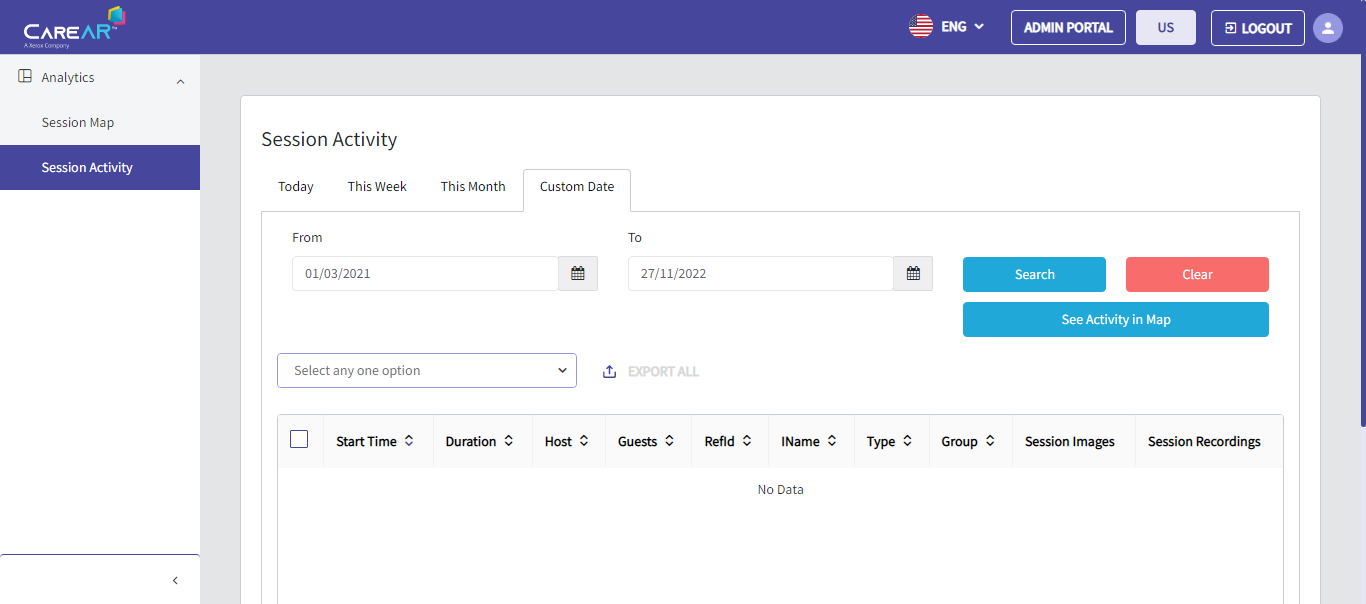 CAREAR™
A Xerox Company
ENG
ADMIN PORTAL
US
LOGOUT
Analytics
Session Map
Session Activity
Session Activity
Today This Week This Month Custom Date
From To
01/03/2021 27/11/2022 Search Clear
See Activity in Map
Select any one option EXPORT ALL
Start Time Duration Host Guests RefId IName Type Group Session Images Session Recordings
No Data